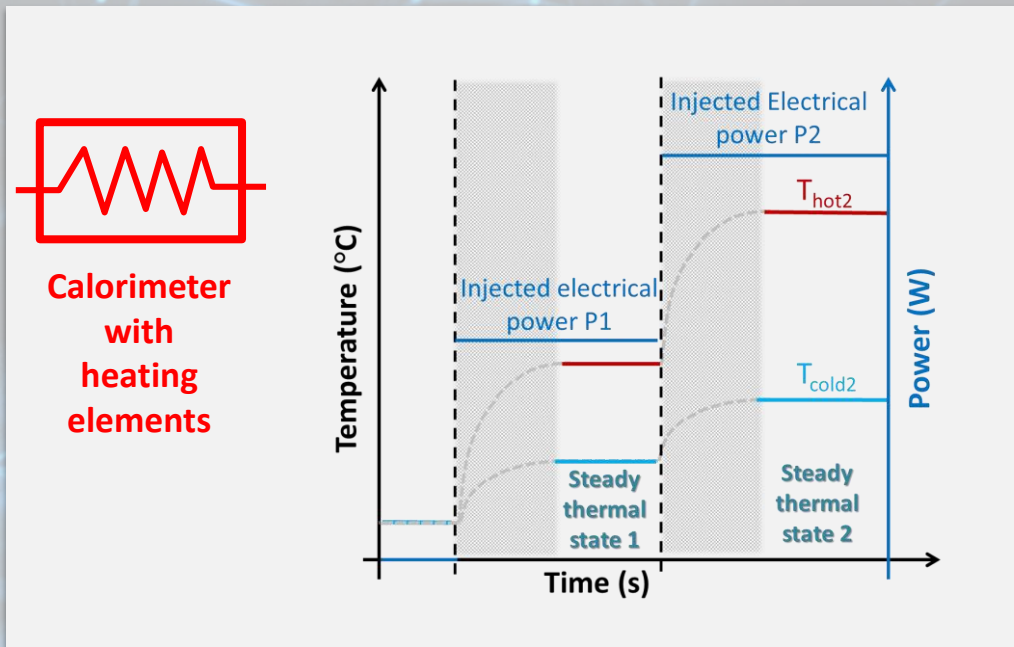 Calorimeter
with
heating
elements
Temperature (°C)
Injected electrical
power P1
Injected Electrical
power P2
Thot2
Tcold2
Steady
thermal
state 1
Steady
thermal
state 2
Time (s)
Power (W)